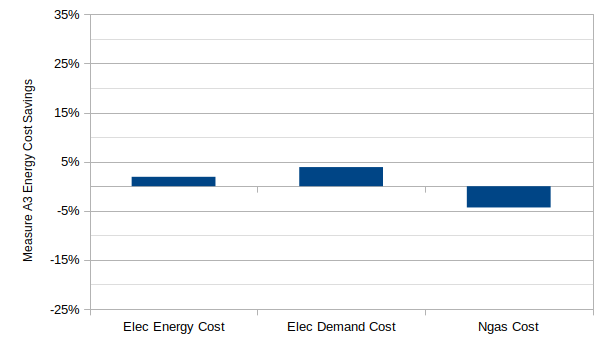 Measure A3 Energy Cost Savings
35%
25%
15%
5%
-5%
-15%
-25%
Elec Energy Cost
Elec Demand Cost
Ngas Cost